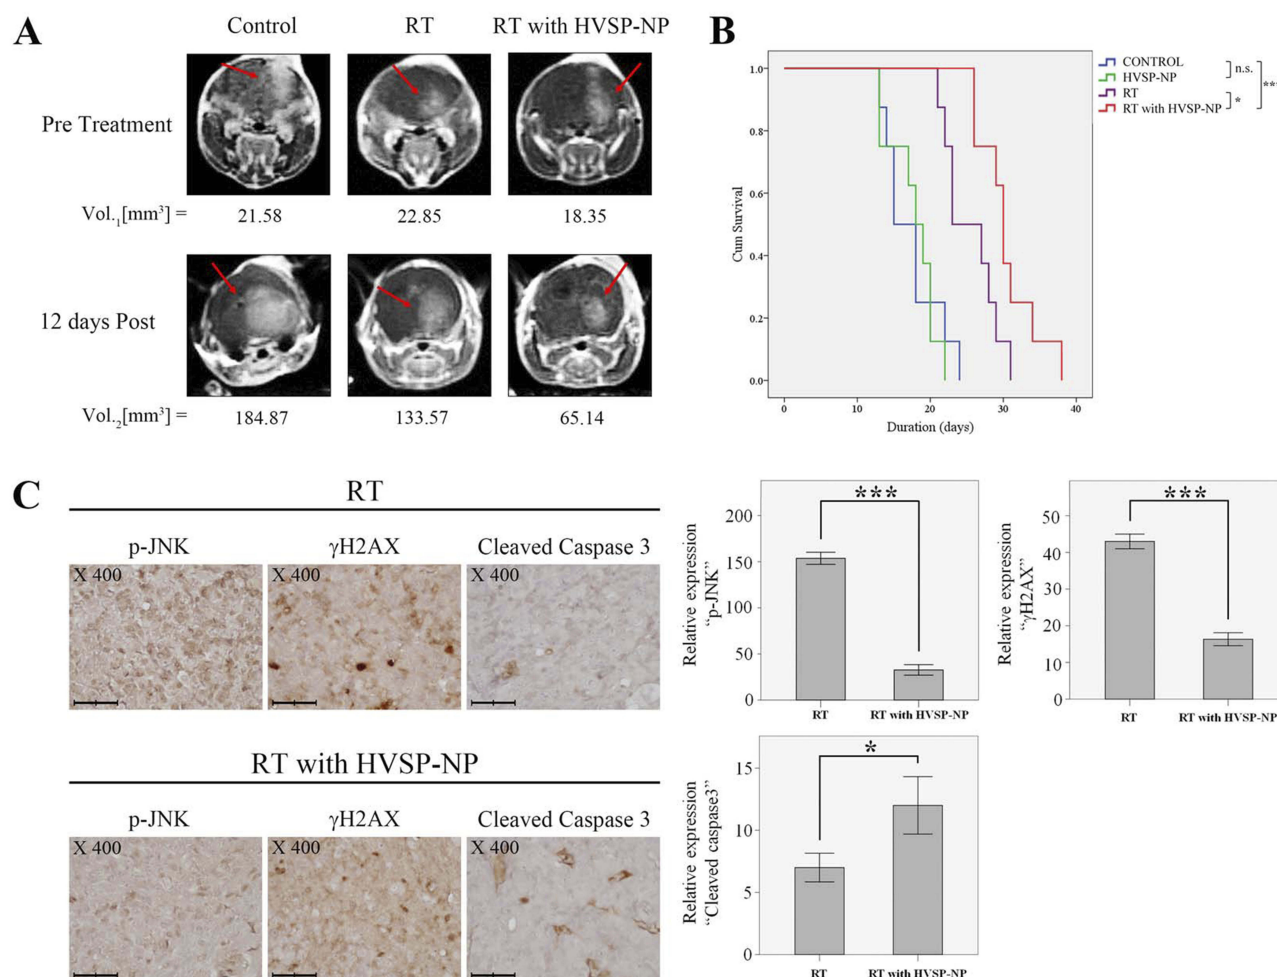 A
Control RT RT with HVSP-NP
Pre Treatment
Vol.1[mm³] = 21.58 22.85 18.35
12 days Post
Vol.2[mm³] = 184.87 133.57 65.14
B
1.0
0.8
0.6
0.4
0.2
0.0
Cum Survival
0 10 20 30 40
Duration (days)
CONTROL
HVSP-NP
RT
RT with HVSP-NP
n.s.
*
**
C
RT
p-JNK γH2AX Cleaved Caspase 3
X 400 X 400 X 400
RT with HVSP-NP
p-JNK γH2AX Cleaved Caspase 3
X 400 X 400 X 400
Relative expression
“p-JNK”
200
150
100
50
0
***
RT RT with HVSP-NP
Relative expression
“γH2AX”
50
40
30
20
10
0
***
RT RT with HVSP-NP
Relative expression
“Cleaved caspase3”
15
10
5
0
*
RT RT with HVSP-NP